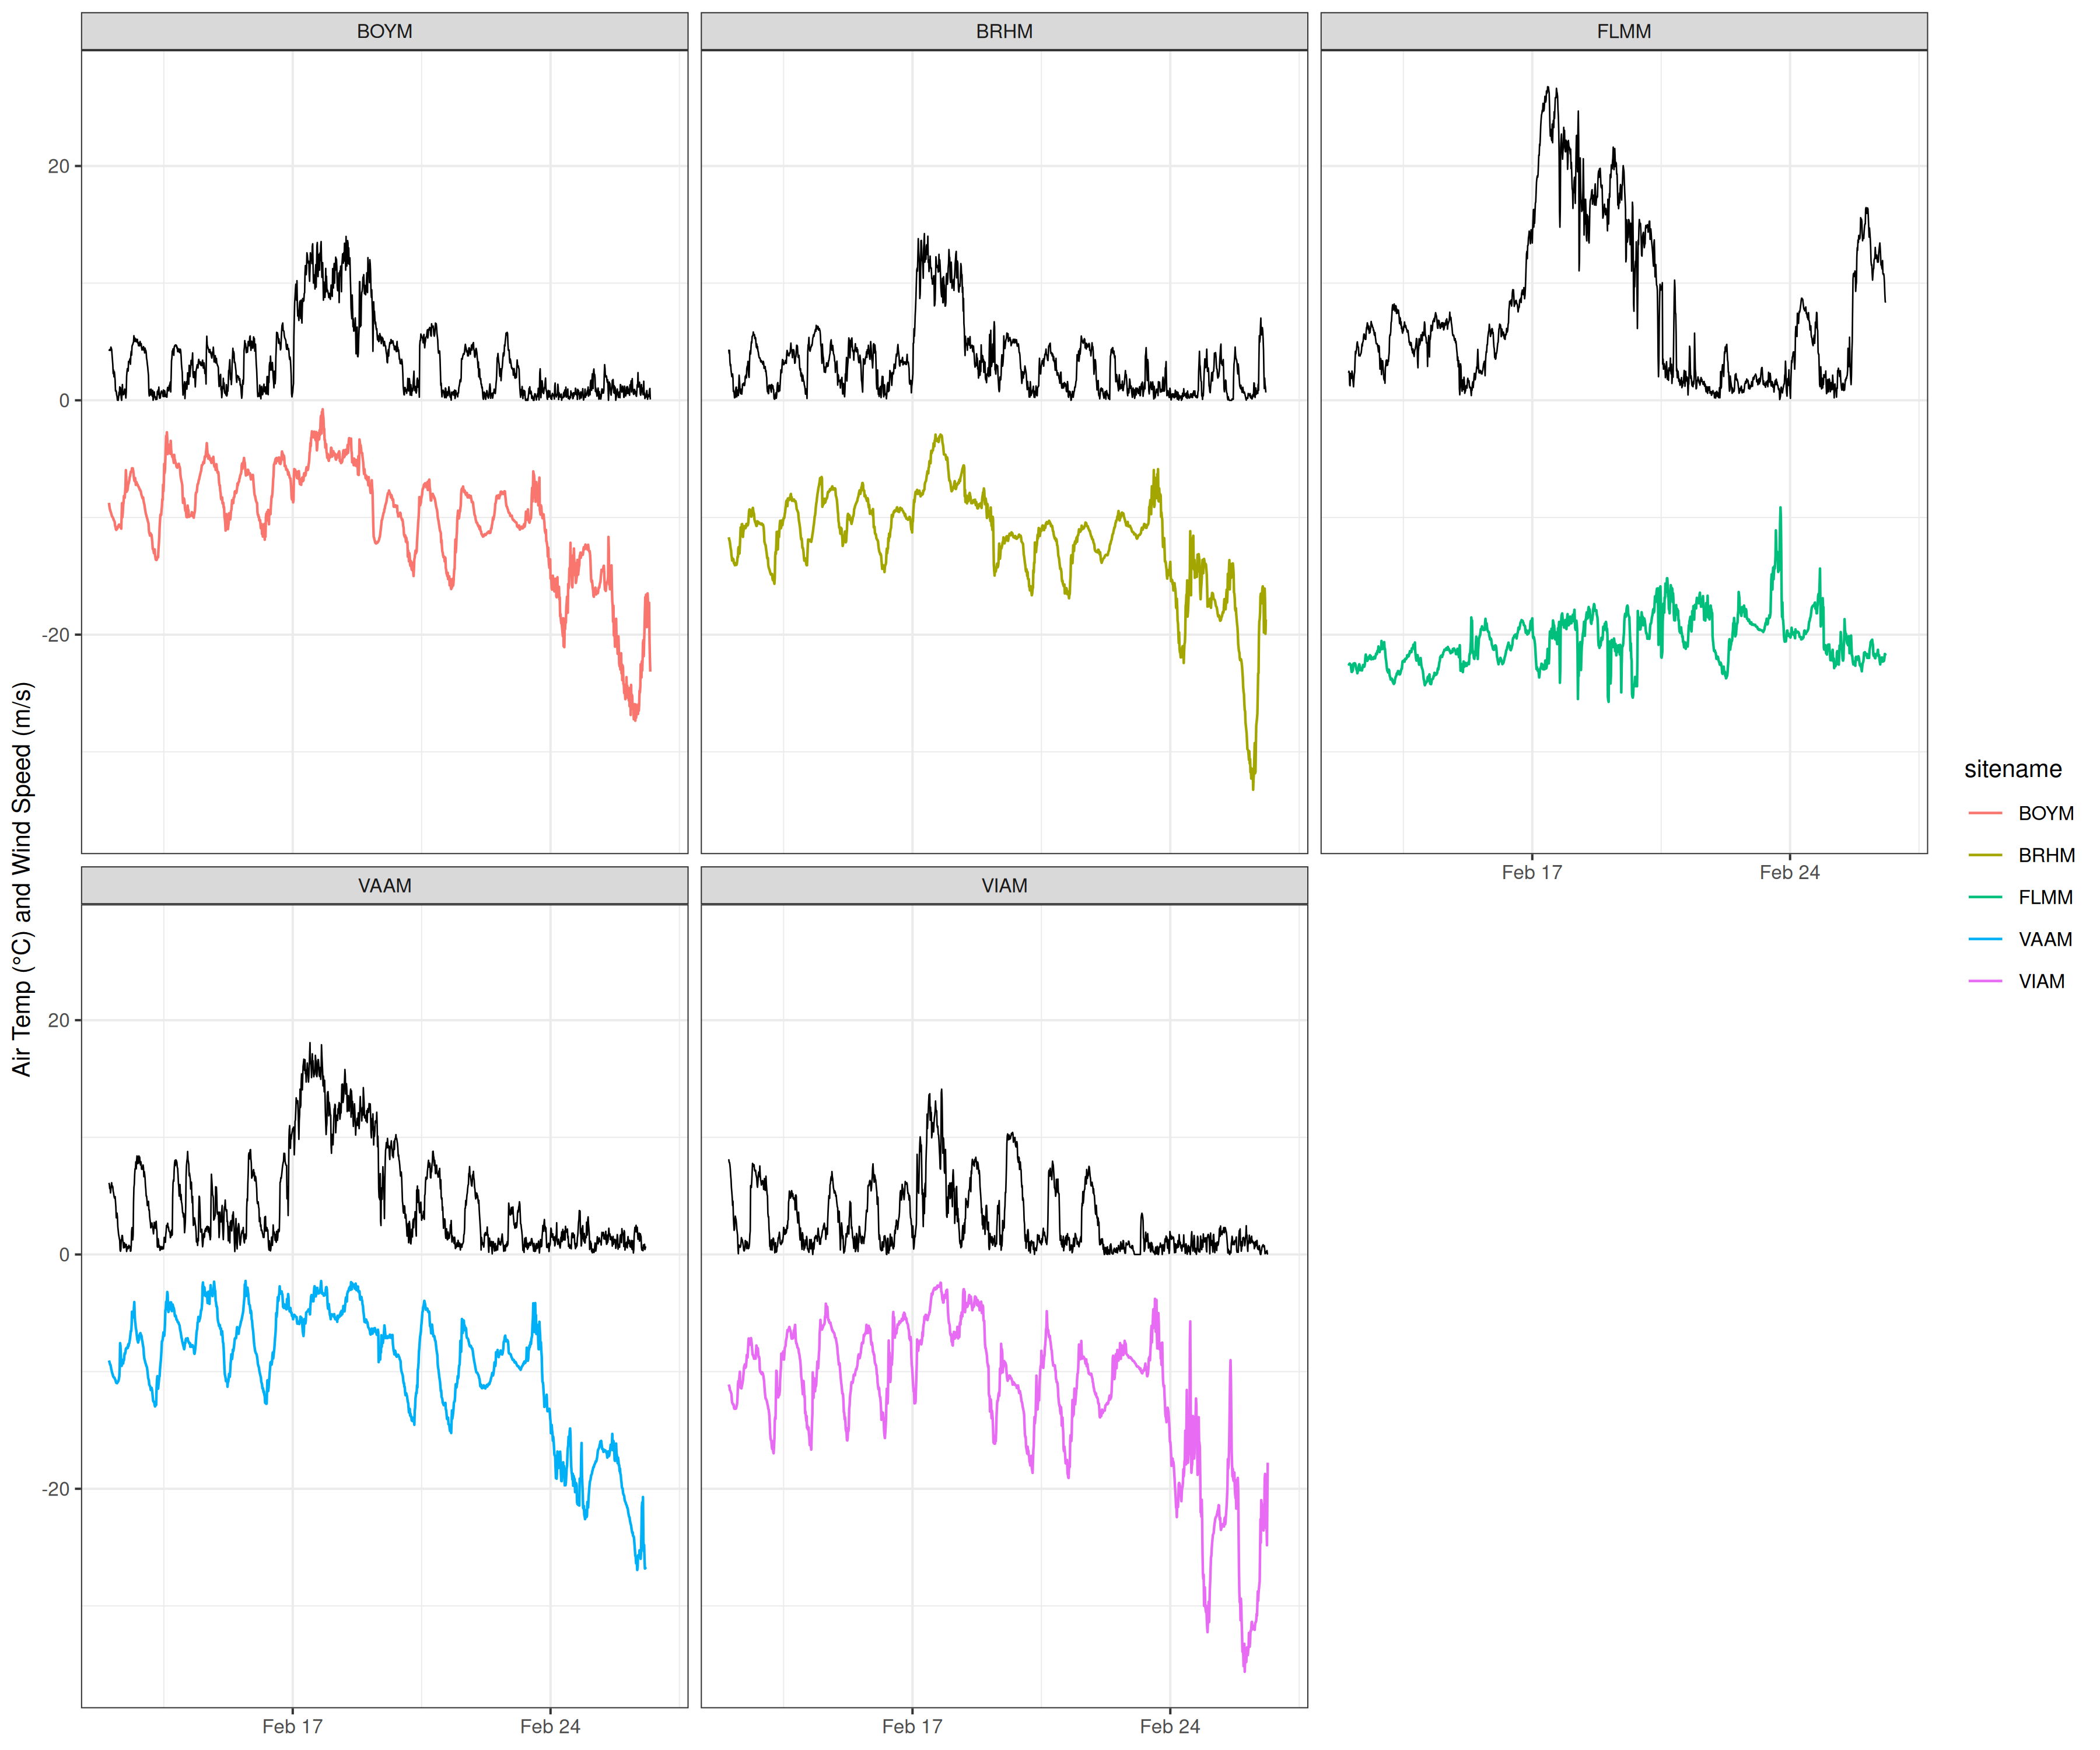 BOYM
BRHM
FLMM
20
0
-20
Feb 17
Feb 24
VAAM
VIAM
20
0
-20
Feb 17
Feb 24
Feb 17
Feb 24
Air Temp (°C) and Wind Speed (m/s)
sitename
BOYM
BRHM
FLMM
VAAM
VIAM